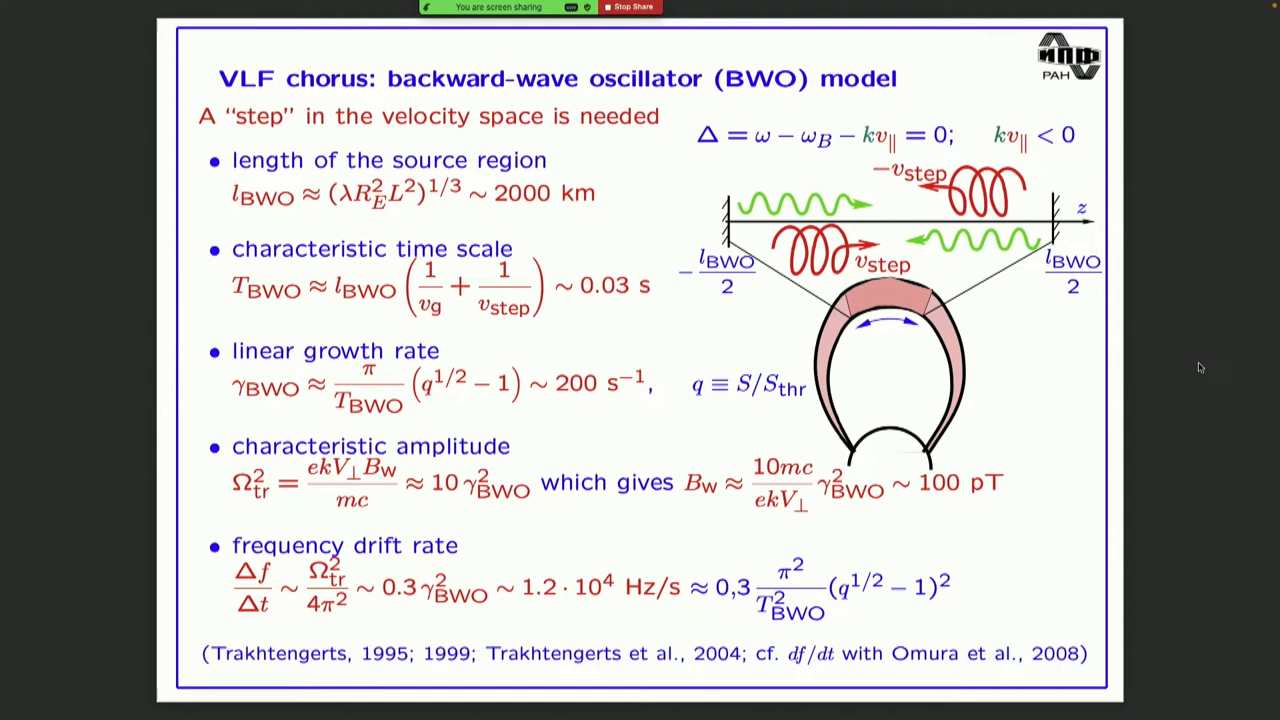 You are screen sharing
Stop Share
ИПФ
РАН
VLF chorus: backward-wave oscillator (BWO) model
A “step” in the velocity space is needed
Δ = ω − ω_B − kv_∥ = 0; kv_∥ < 0
• length of the source region
l_BWO ≈ (λR_E^2L^2)^1/3 ∼ 2000 km
−v_step
z
v_step
− l_BWO/2
l_BWO/2
• characteristic time scale
T_BWO ≈ l_BWO (1/v_g + 1/v_step) ∼ 0.03 s
• linear growth rate
γ_BWO ≈ π/T_BWO (q^1/2 − 1) ∼ 200 s^−1, q ≡ S/S_thr
• characteristic amplitude
Ω_tr^2 = ekV_⊥B_w/mc ≈ 10 γ_BWO^2 which gives B_w ≈ 10mc/ekV_⊥ γ_BWO^2 ∼ 100 pT
• frequency drift rate
Δf/Δt ∼ Ω_tr^2/4π^2 ∼ 0.3 γ_BWO^2 ∼ 1.2 · 10^4 Hz/s ≈ 0,3 π^2/T_BWO^2 (q^1/2 − 1)^2
(Trakhtengerts, 1995; 1999; Trakhtengerts et al., 2004; cf. df/dt with Omura et al., 2008)